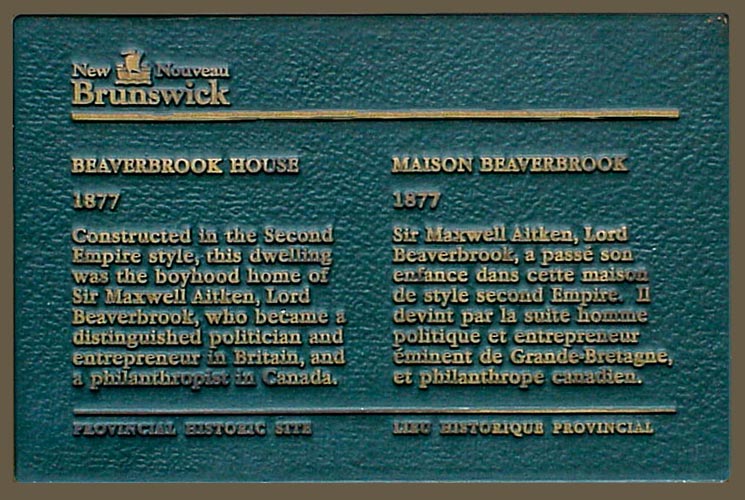 New Nouveau
Brunswick
BEAVERBROOK HOUSE
1877
Constructed in the Second
Empire style, this dwelling
was the boyhood home of
Sir Maxwell Aitken, Lord
Beaverbrook, who became a
distinguished politician and
entrepreneur in Britain, and
a philanthropist in Canada.
PROVINCIAL HISTORIC SITE
MAISON BEAVERBROOK
1877
Sir Maxwell Aitken, Lord
Beaverbrook, a passé son
enfance dans cette maison
de style second Empire. Il
devint par la suite homme
politique et entrepreneur
éminent de Grande-Bretagne,
et philanthrope canadien.
LIEU HISTORIQUE PROVINCIAL